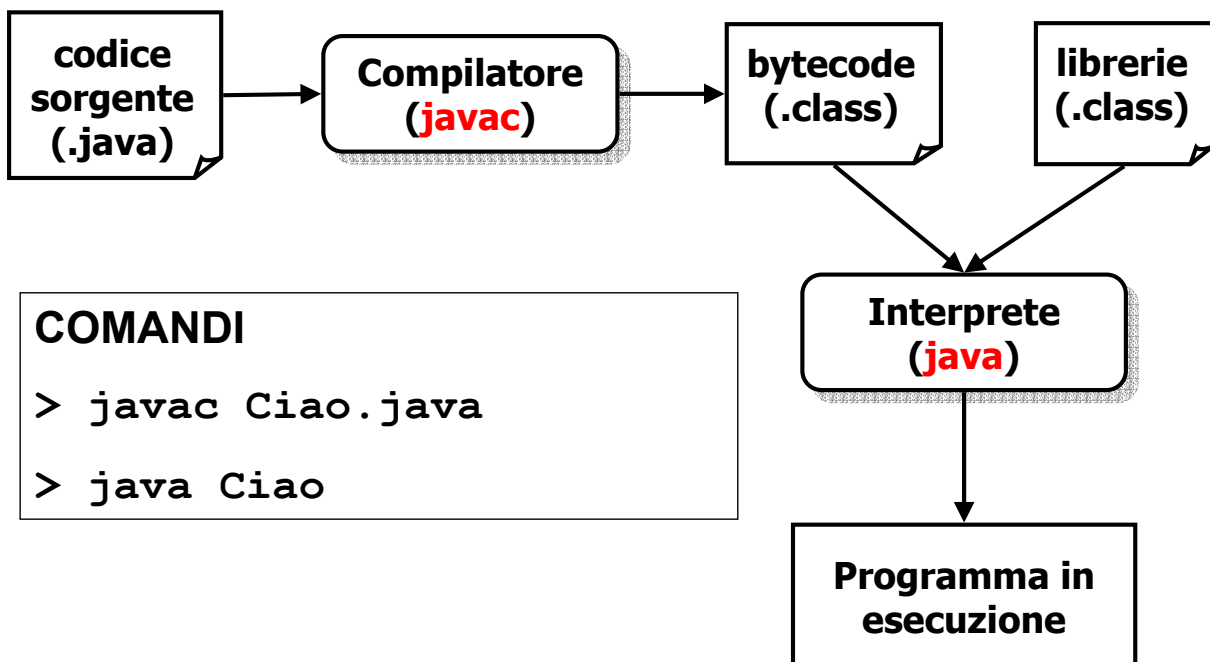 codice
sorgente
(.java)
Compilatore
(javac)
bytecode
(.class)
librerie
(.class)
COMANDI
> javac Ciao.java
> java Ciao
Interprete
(java)
Programma in
esecuzione